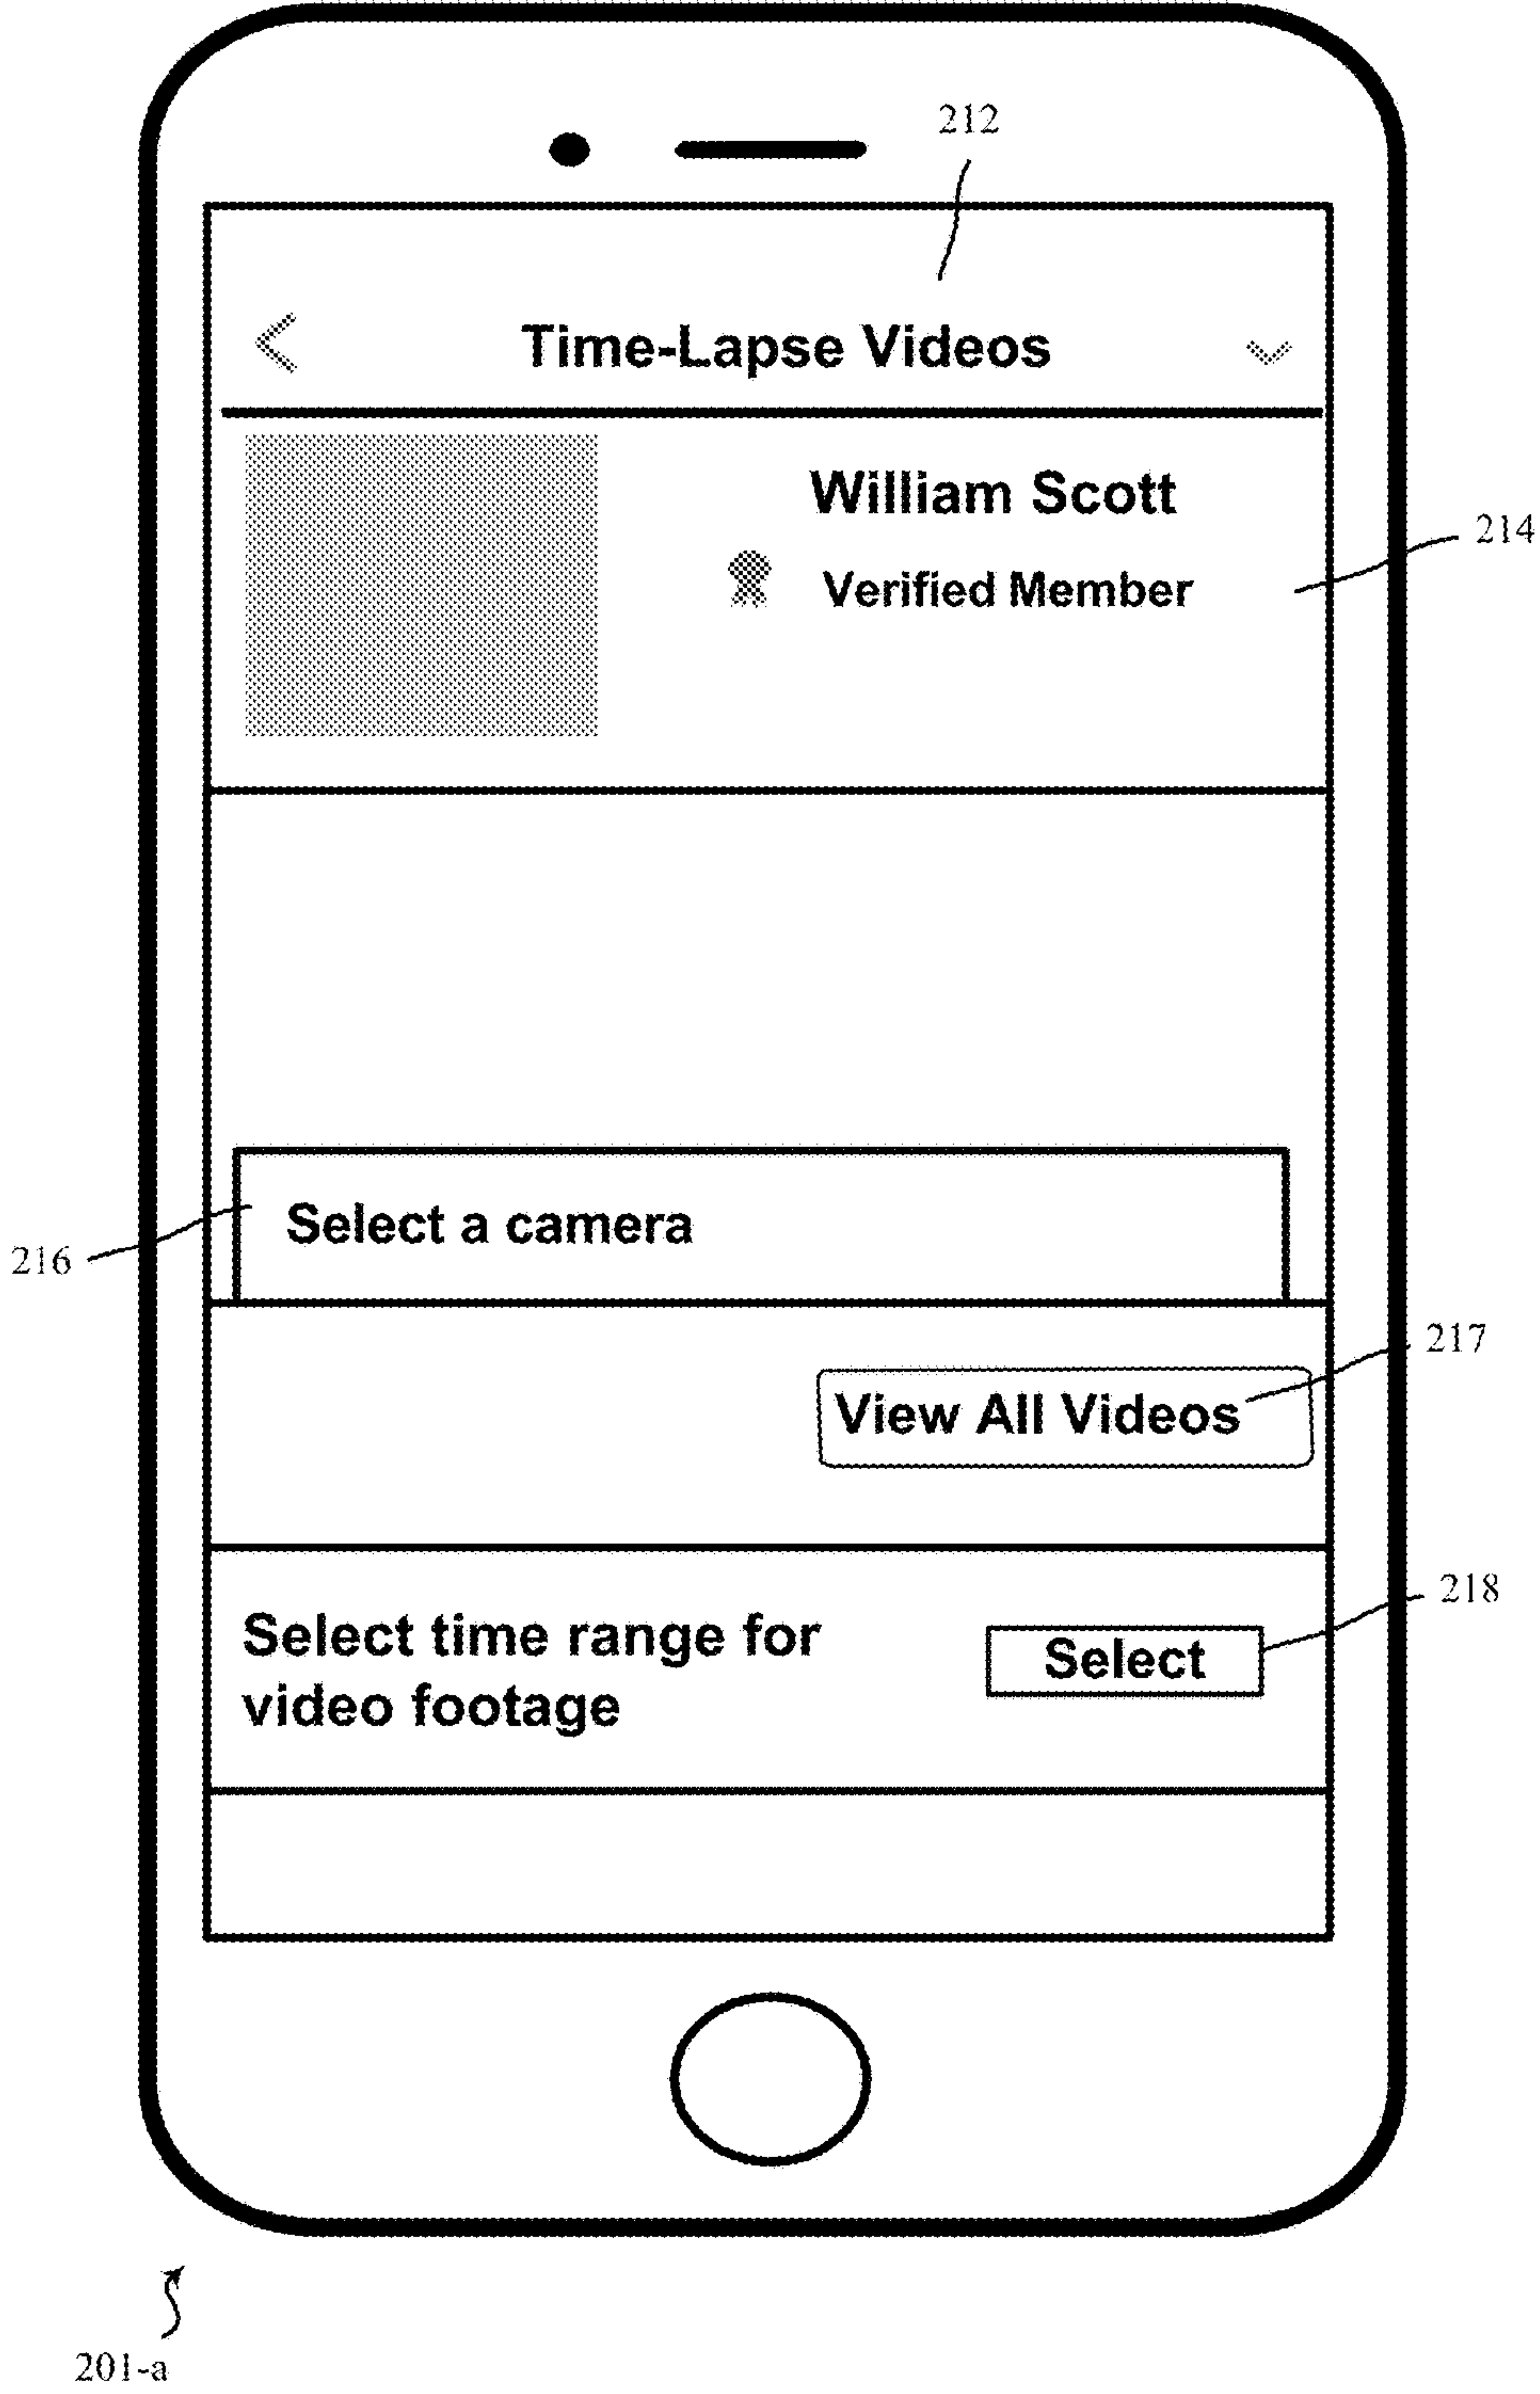 212
Time-Lapse Videos
William Scott
214
Verified Member
Select a camera
216
217
View All Videos
218
Select time range for
video footage
Select
201-a